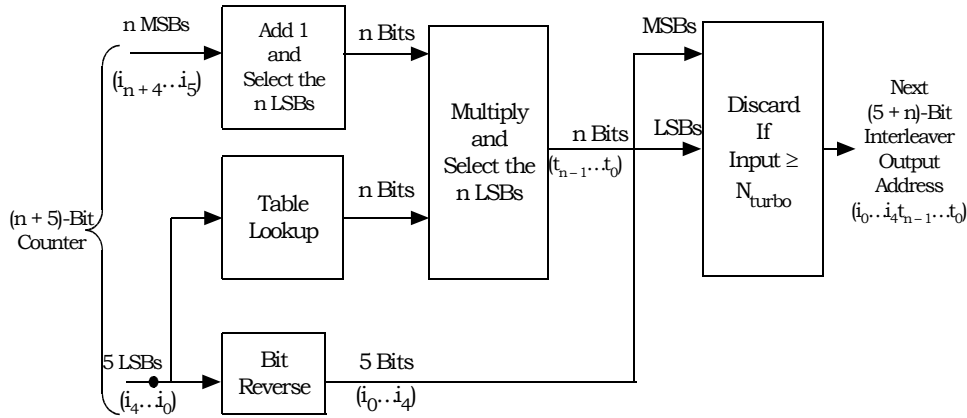 n MSBs
(i_{n+4}…i_5)
Add 1
and
Select the
n LSBs
n Bits
Table
Lookup
n Bits
(n + 5)-Bit
Counter
5 LSBs
(i_4…i_0)
Bit
Reverse
5 Bits
(i_0…i_4)
Multiply
and
Select the
n LSBs
n Bits
(t_{n–1}…t_0)
MSBs
LSBs
Discard
If
Input ≥
N_{turbo}
Next
(5 + n)-Bit
Interleaver
Output
Address
(i_0…i_4t_{n–1}…t_0)